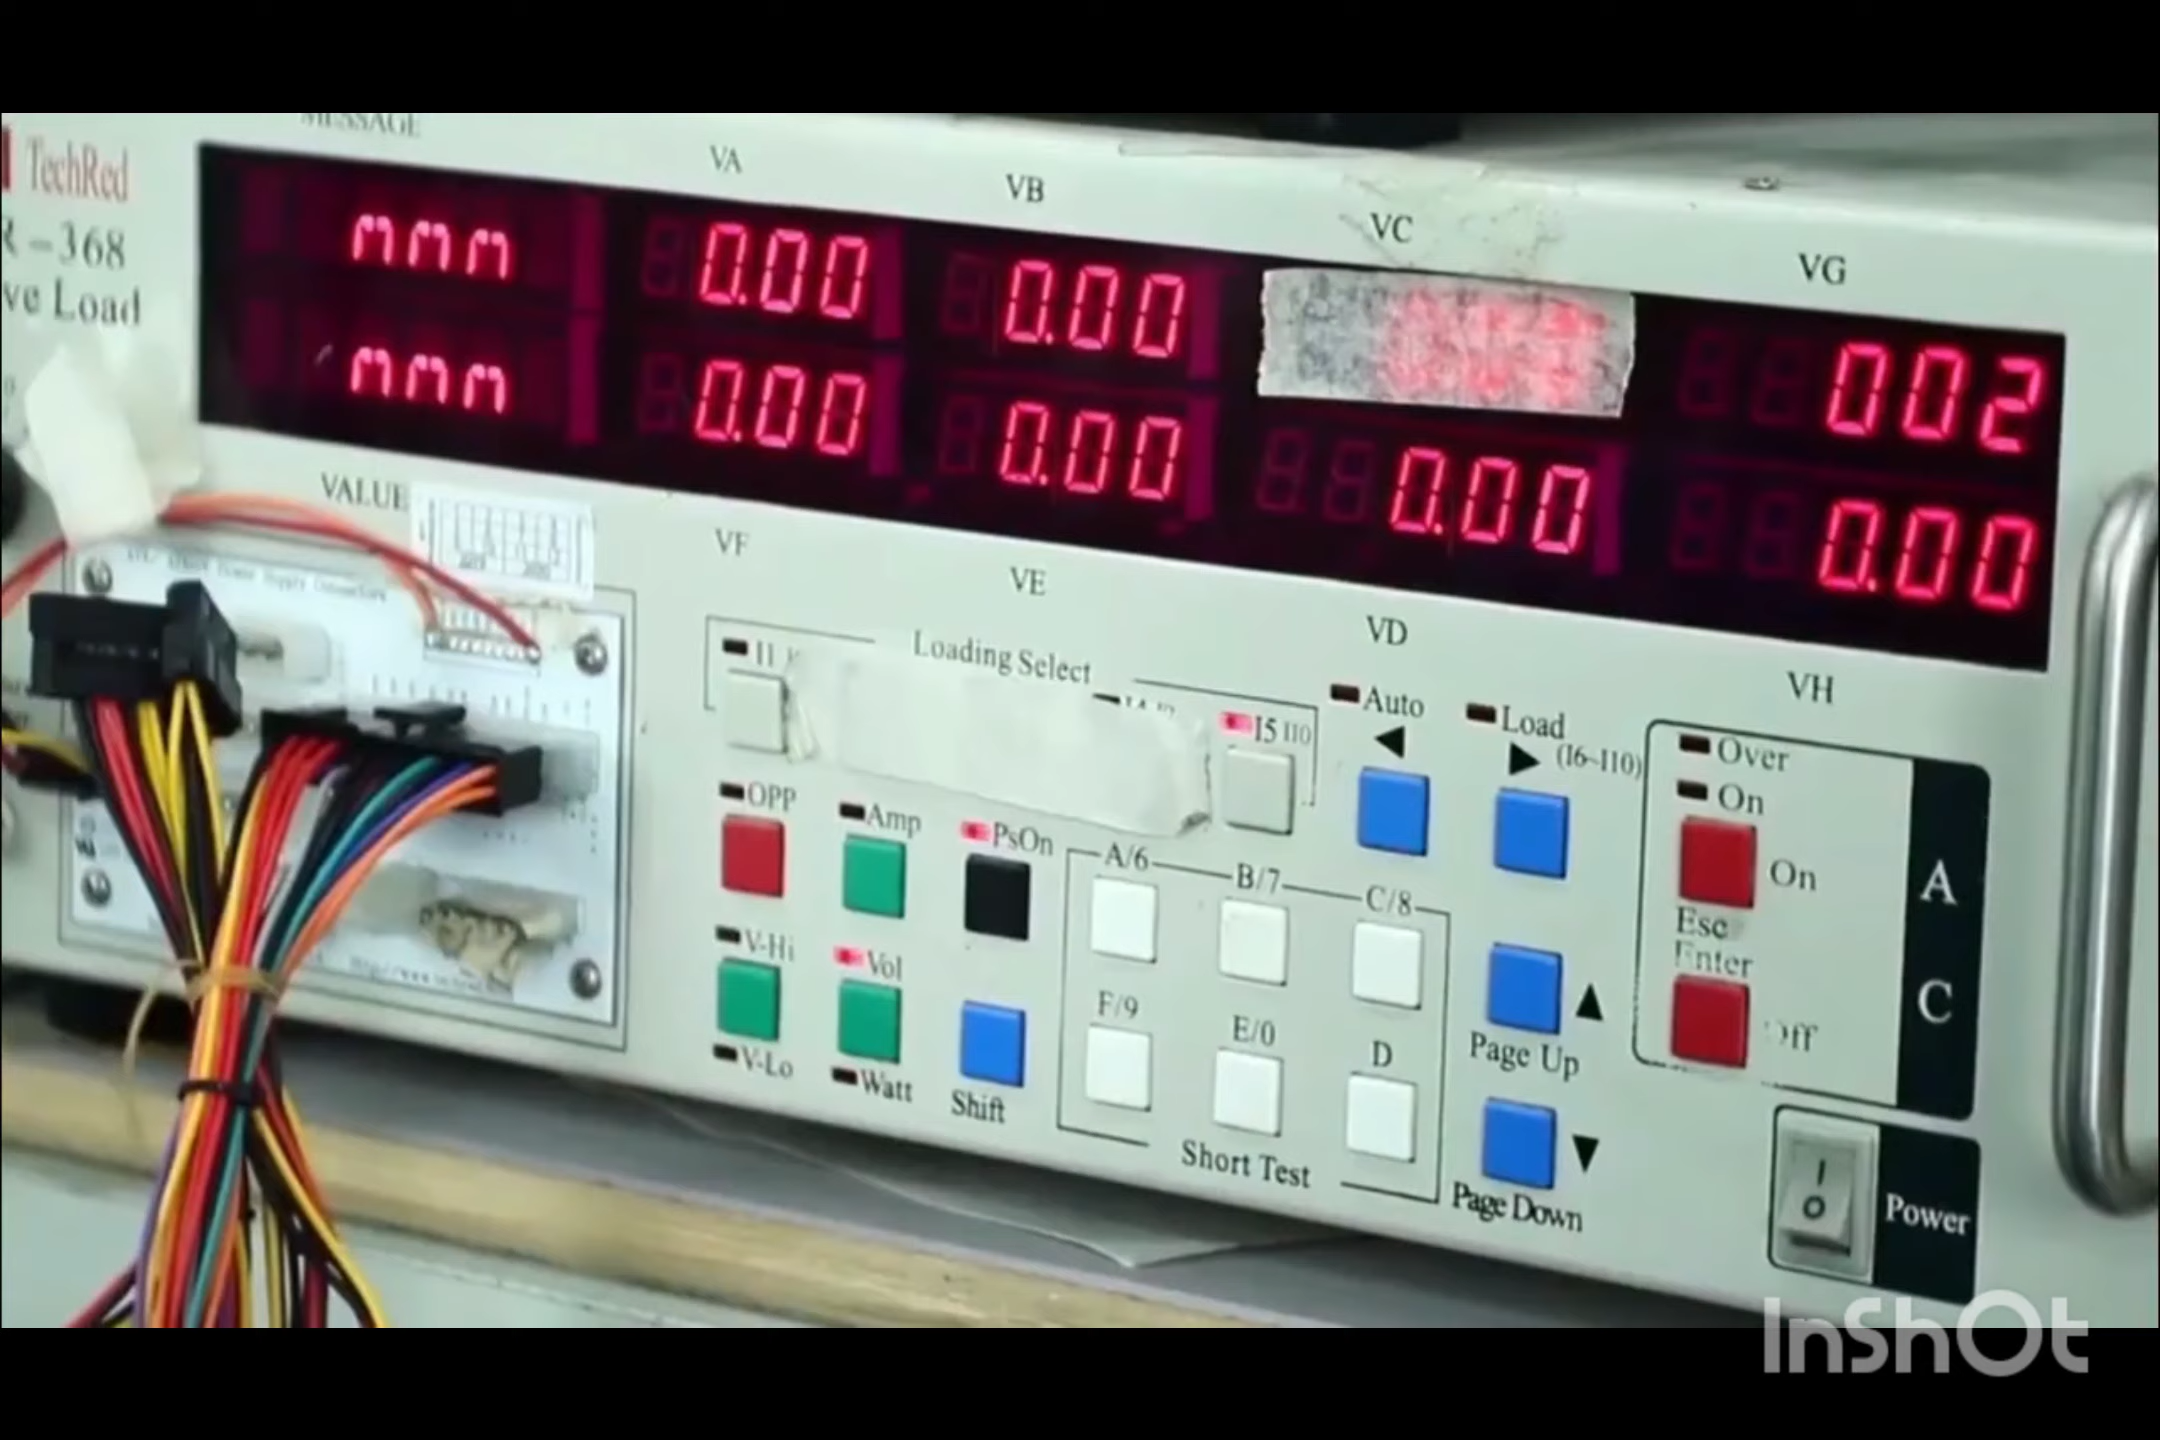 MESSAGE
TechRed
-368
ve Load
VA
VB
VC
VG
0.00
0.00
002
0.00
0.00
0.00
0.00
VALUE
VF
VE
VD
VH
I1
Loading Select
I5 I10
Auto
Load
(I6~I10)
Over
On
On
Esc
Enter
Off
A
C
OPP
Amp
PsOn
A/6
B/7
C/8
V-Hi
Vol
F/9
E/0
D
V-Lo
Watt
Shift
Short Test
Page Up
Page Down
Power
InShOt